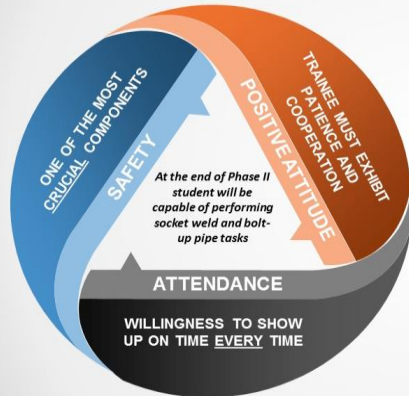 ONE OF THE MOST
CRUCIAL COMPONENTS
SAFETY
TRAINEE MUST EXHIBIT
PATIENCE AND
COOPERATION
POSITIVE ATTITUDE
At the end of Phase II
student will be
capable of performing
socket weld and bolt-
up pipe tasks
ATTENDANCE
WILLINGNESS TO SHOW
UP ON TIME EVERY TIME